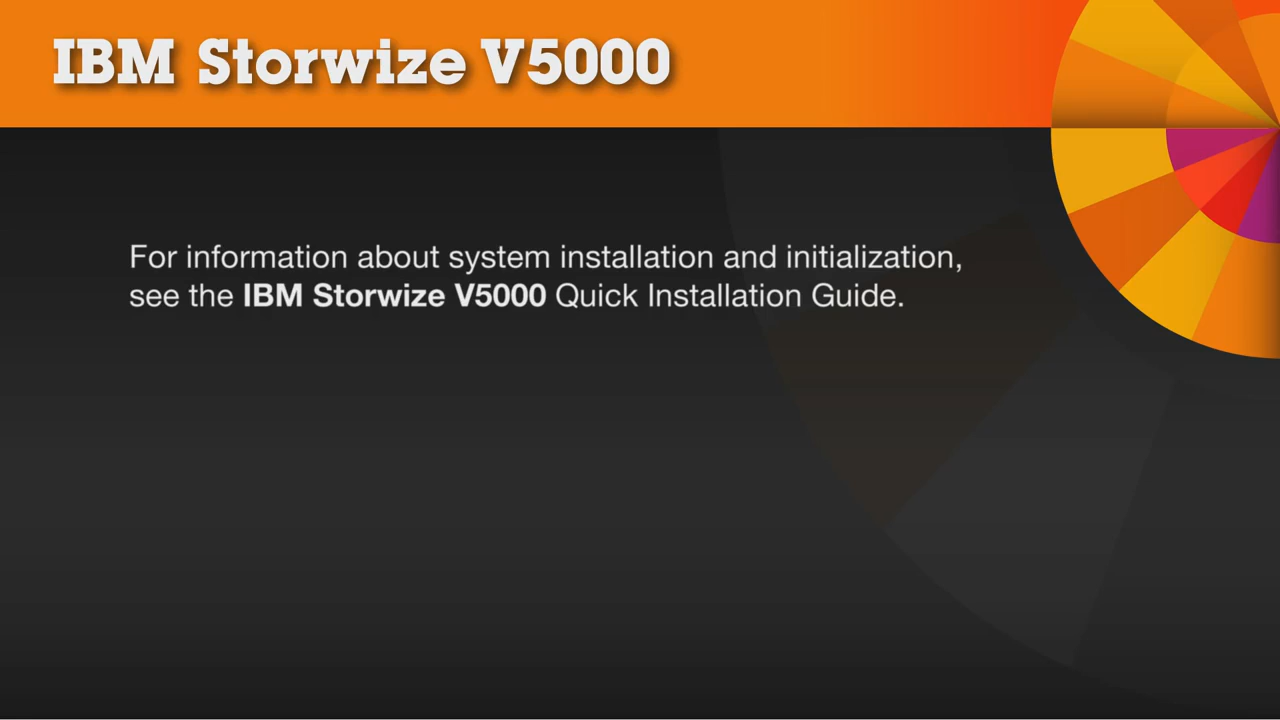 IBM Storwize V5000
For information about system installation and initialization,
see the IBM Storwize V5000 Quick Installation Guide.